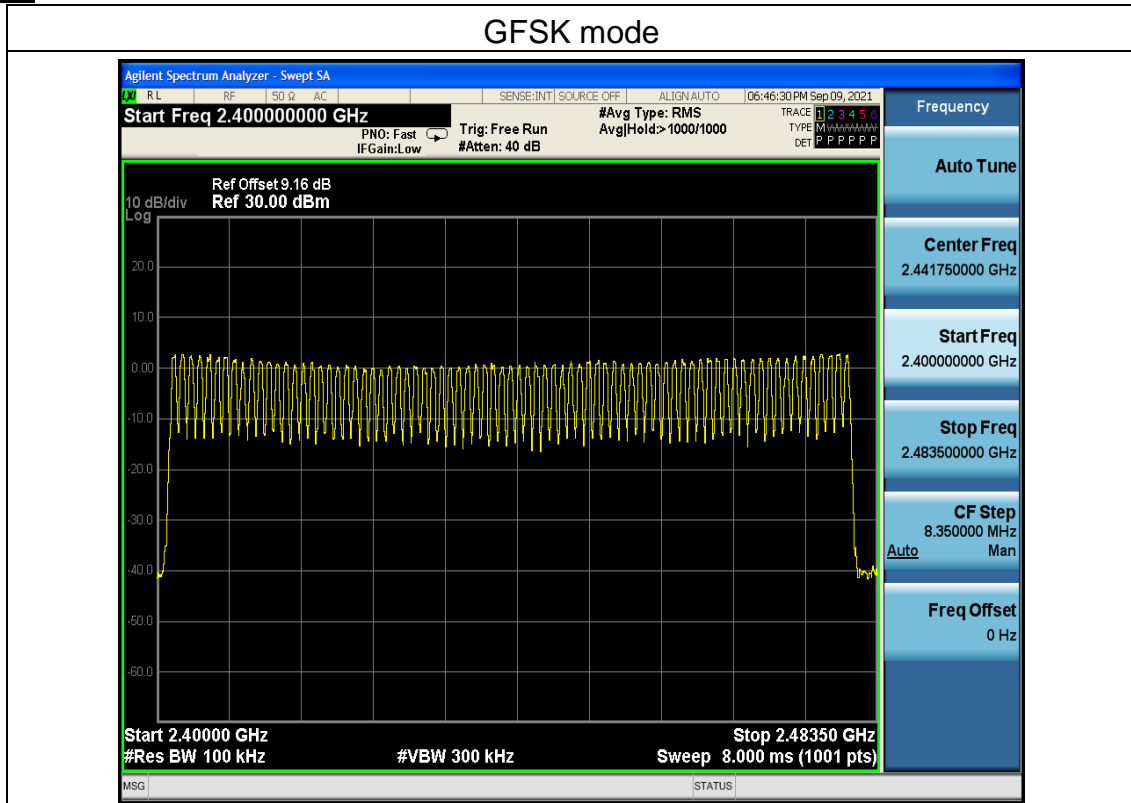 GFSK mode
Agilent Spectrum Analyzer - Swept SA
LXI RL RF 50 Ω AC SENSE:INT SOURCE OFF ALIGN AUTO 06:46:30 PM Sep 09, 2021
Start Freq 2.400000000 GHz
PNO: Fast
IFGain:Low
Trig: Free Run
#Atten: 40 dB
#Avg Type: RMS
Avg|Hold:>1000/1000
TRACE 1 2 3 4 5 6
TYPE M
DET P P P P P P
Ref Offset 9.16 dB
10 dB/div Ref 30.00 dBm
Log
20.0
10.0
0.00
-10.0
-20.0
-30.0
-40.0
-50.0
-60.0
Start 2.40000 GHz Stop 2.48350 GHz
#Res BW 100 kHz #VBW 300 kHz Sweep 8.000 ms (1001 pts)
MSG STATUS
Frequency
Auto Tune
Center Freq
2.441750000 GHz
Start Freq
2.400000000 GHz
Stop Freq
2.483500000 GHz
CF Step
8.350000 MHz
Auto Man
Freq Offset
0 Hz